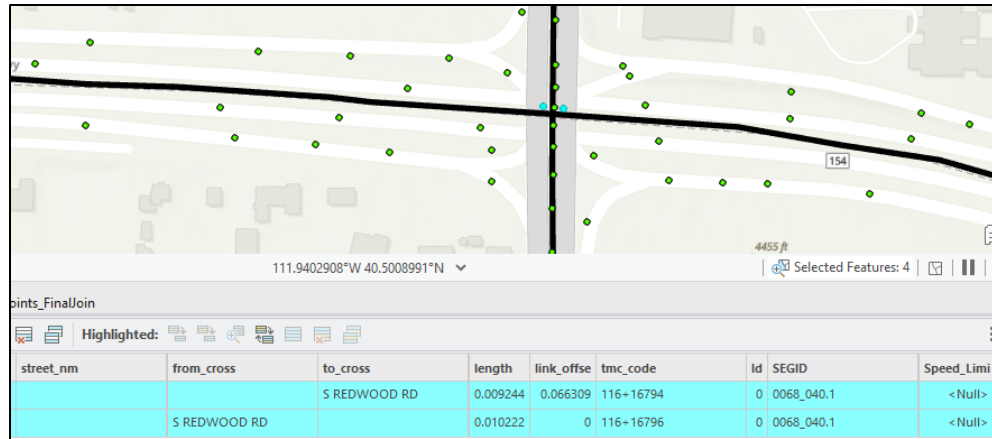 y
154
4455 ft
111.9402908°W 40.5008991°N
Selected Features: 4
oints_FinalJoin
Highlighted:
street_nm from_cross to_cross length link_offse tmc_code Id SEGID Speed_Limi
S REDWOOD RD 0.009244 0.066309 116+16794 0 0068_040.1 <Null>
S REDWOOD RD 0.010222 0 116+16796 0 0068_040.1 <Null>